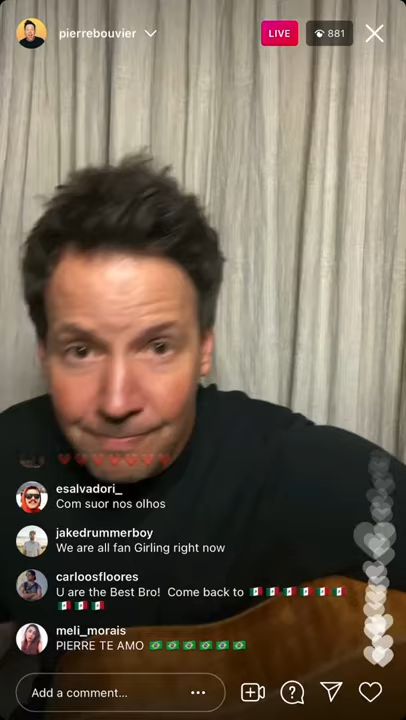 pierrebouvier
LIVE
881
esalvadori_
Com suor nos olhos
jakedrummerboy
We are all fan Girling right now
carloosfloores
U are the Best Bro! Come back to 🇲🇽🇲🇽🇲🇽🇲🇽🇲🇽🇲🇽
🇲🇽🇲🇽🇲🇽
meli_morais
PIERRE TE AMO 🇧🇷🇧🇷🇧🇷🇧🇷🇧🇷🇧🇷
Add a comment...